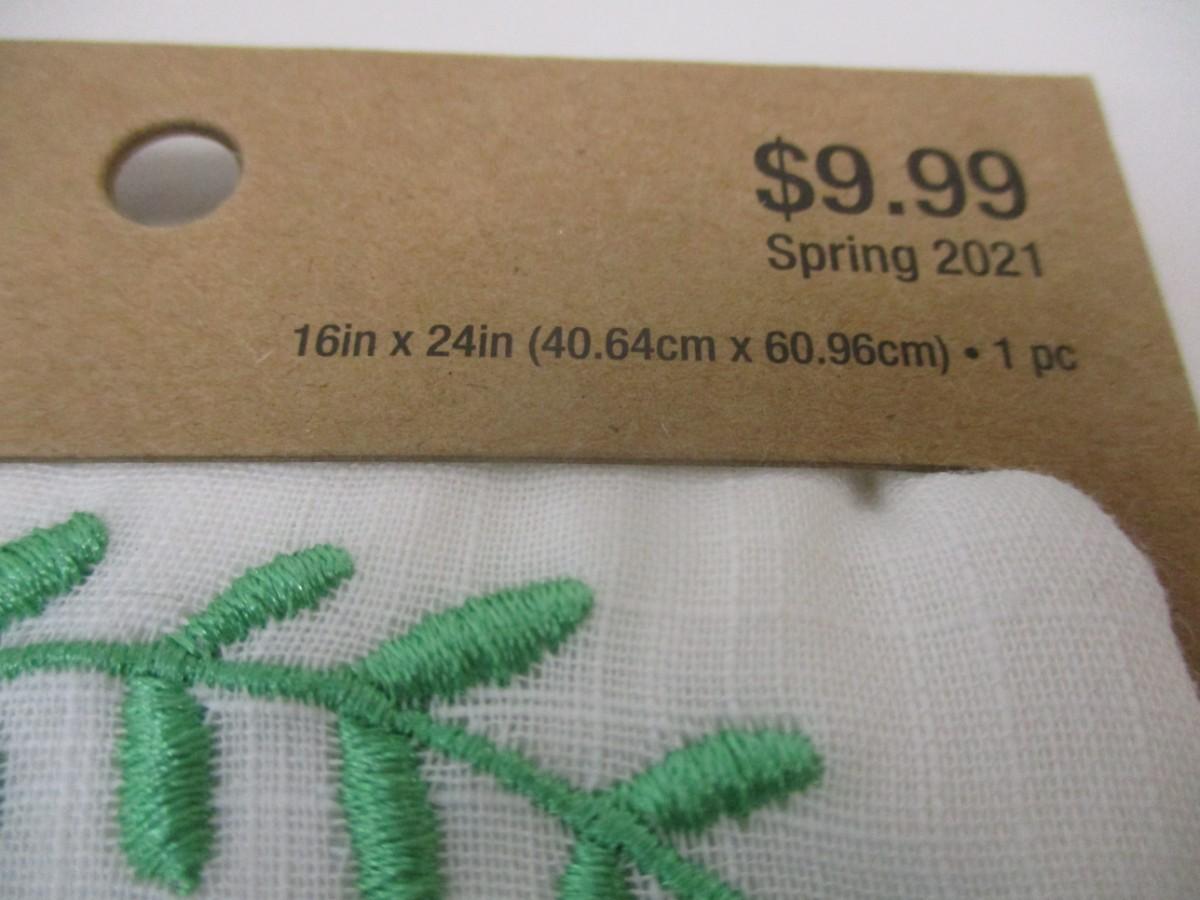 $9.99
Spring 2021
16in x 24in (40.64cm x 60.96cm) • 1 pc